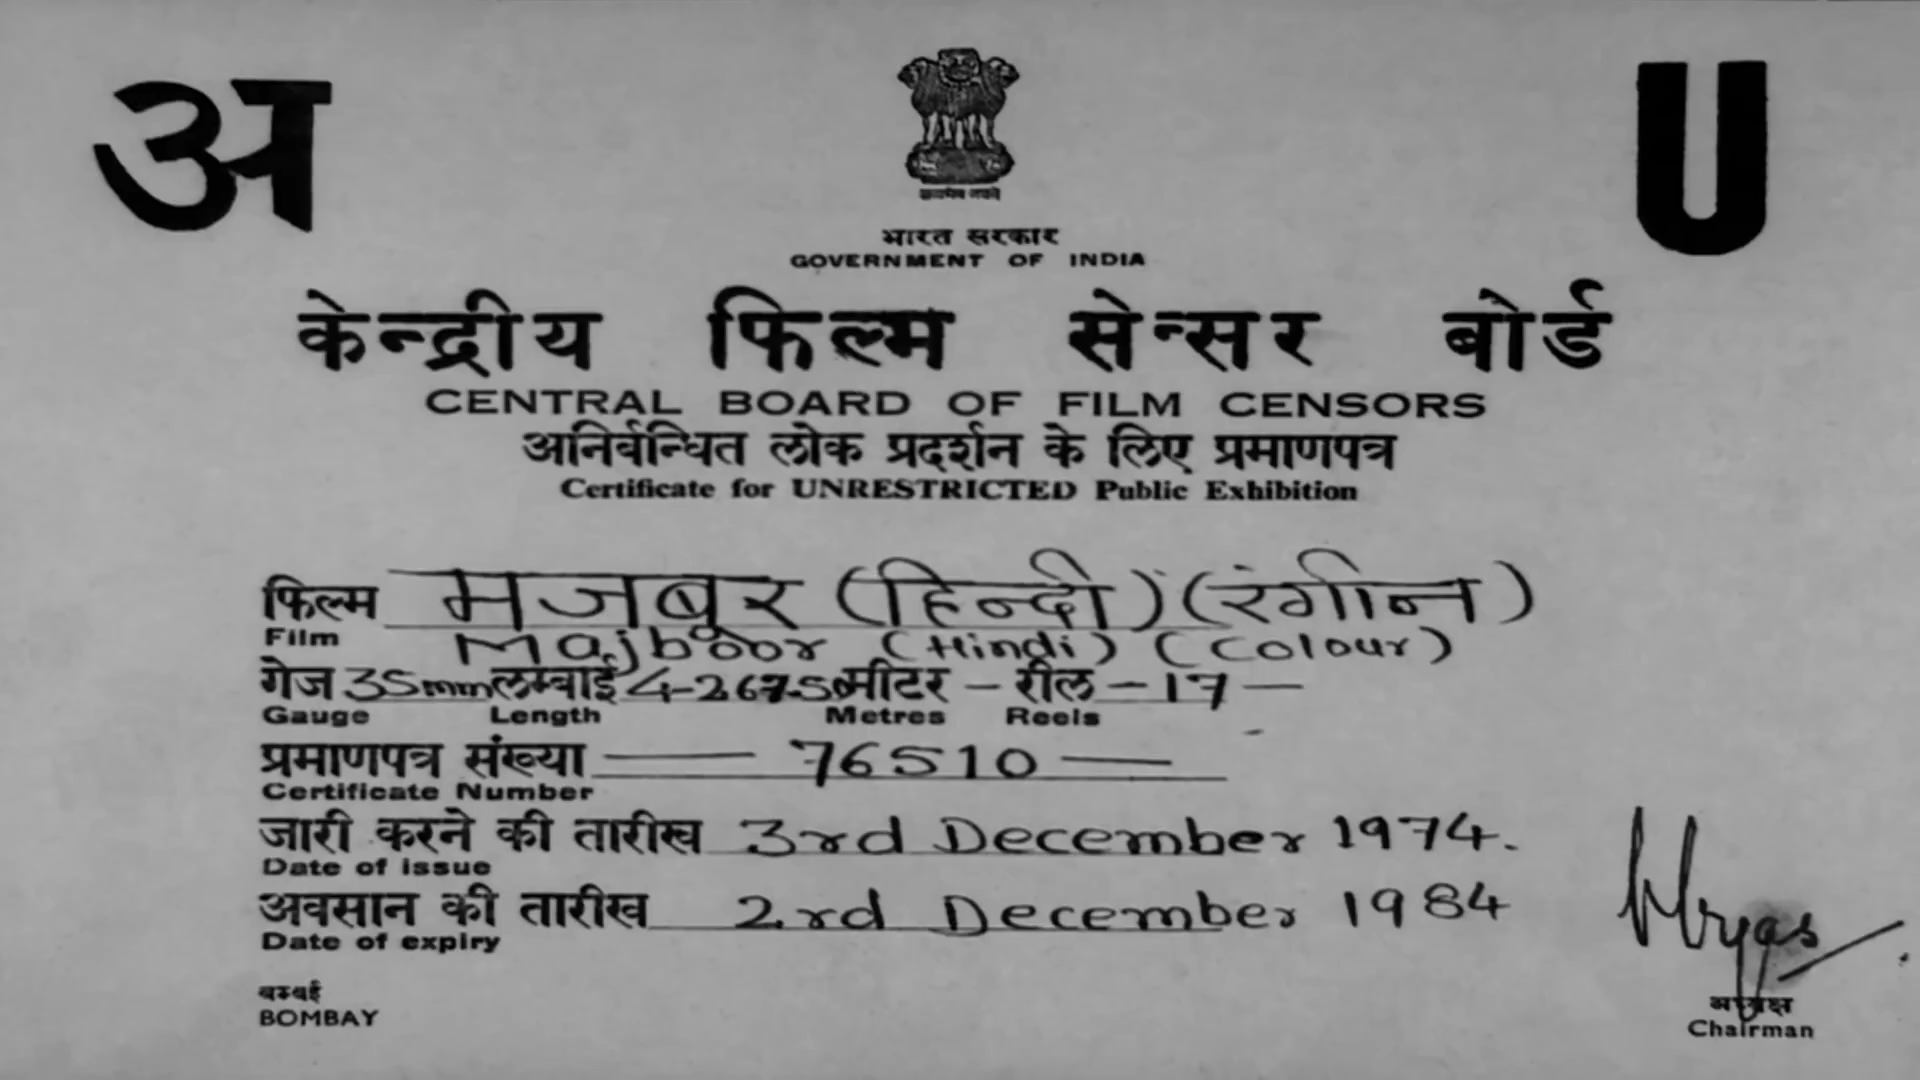 अ
U
भारत सरकार
GOVERNMENT OF INDIA
केन्द्रीय फिल्म सेन्सर बोर्ड
CENTRAL BOARD OF FILM CENSORS
अनिर्बन्धित लोक प्रदर्शन के लिए प्रमाणपत्र
Certificate for UNRESTRICTED Public Exhibition
फिल्म मजबूर (हिन्दी) (रंगीन)
Film Majboor (Hindi) (Colour)
गेज 35mm लम्बाई 4-267-50 मीटर - रील - 17 -
Gauge Length Metres Reels
प्रमाणपत्र संख्या — 76510 —
Certificate Number
जारी करने की तारीख 3rd December 1974.
Date of issue
अवसान की तारीख 2rd December 1984
Date of expiry
बम्बई
BOMBAY
अध्यक्ष
Chairman